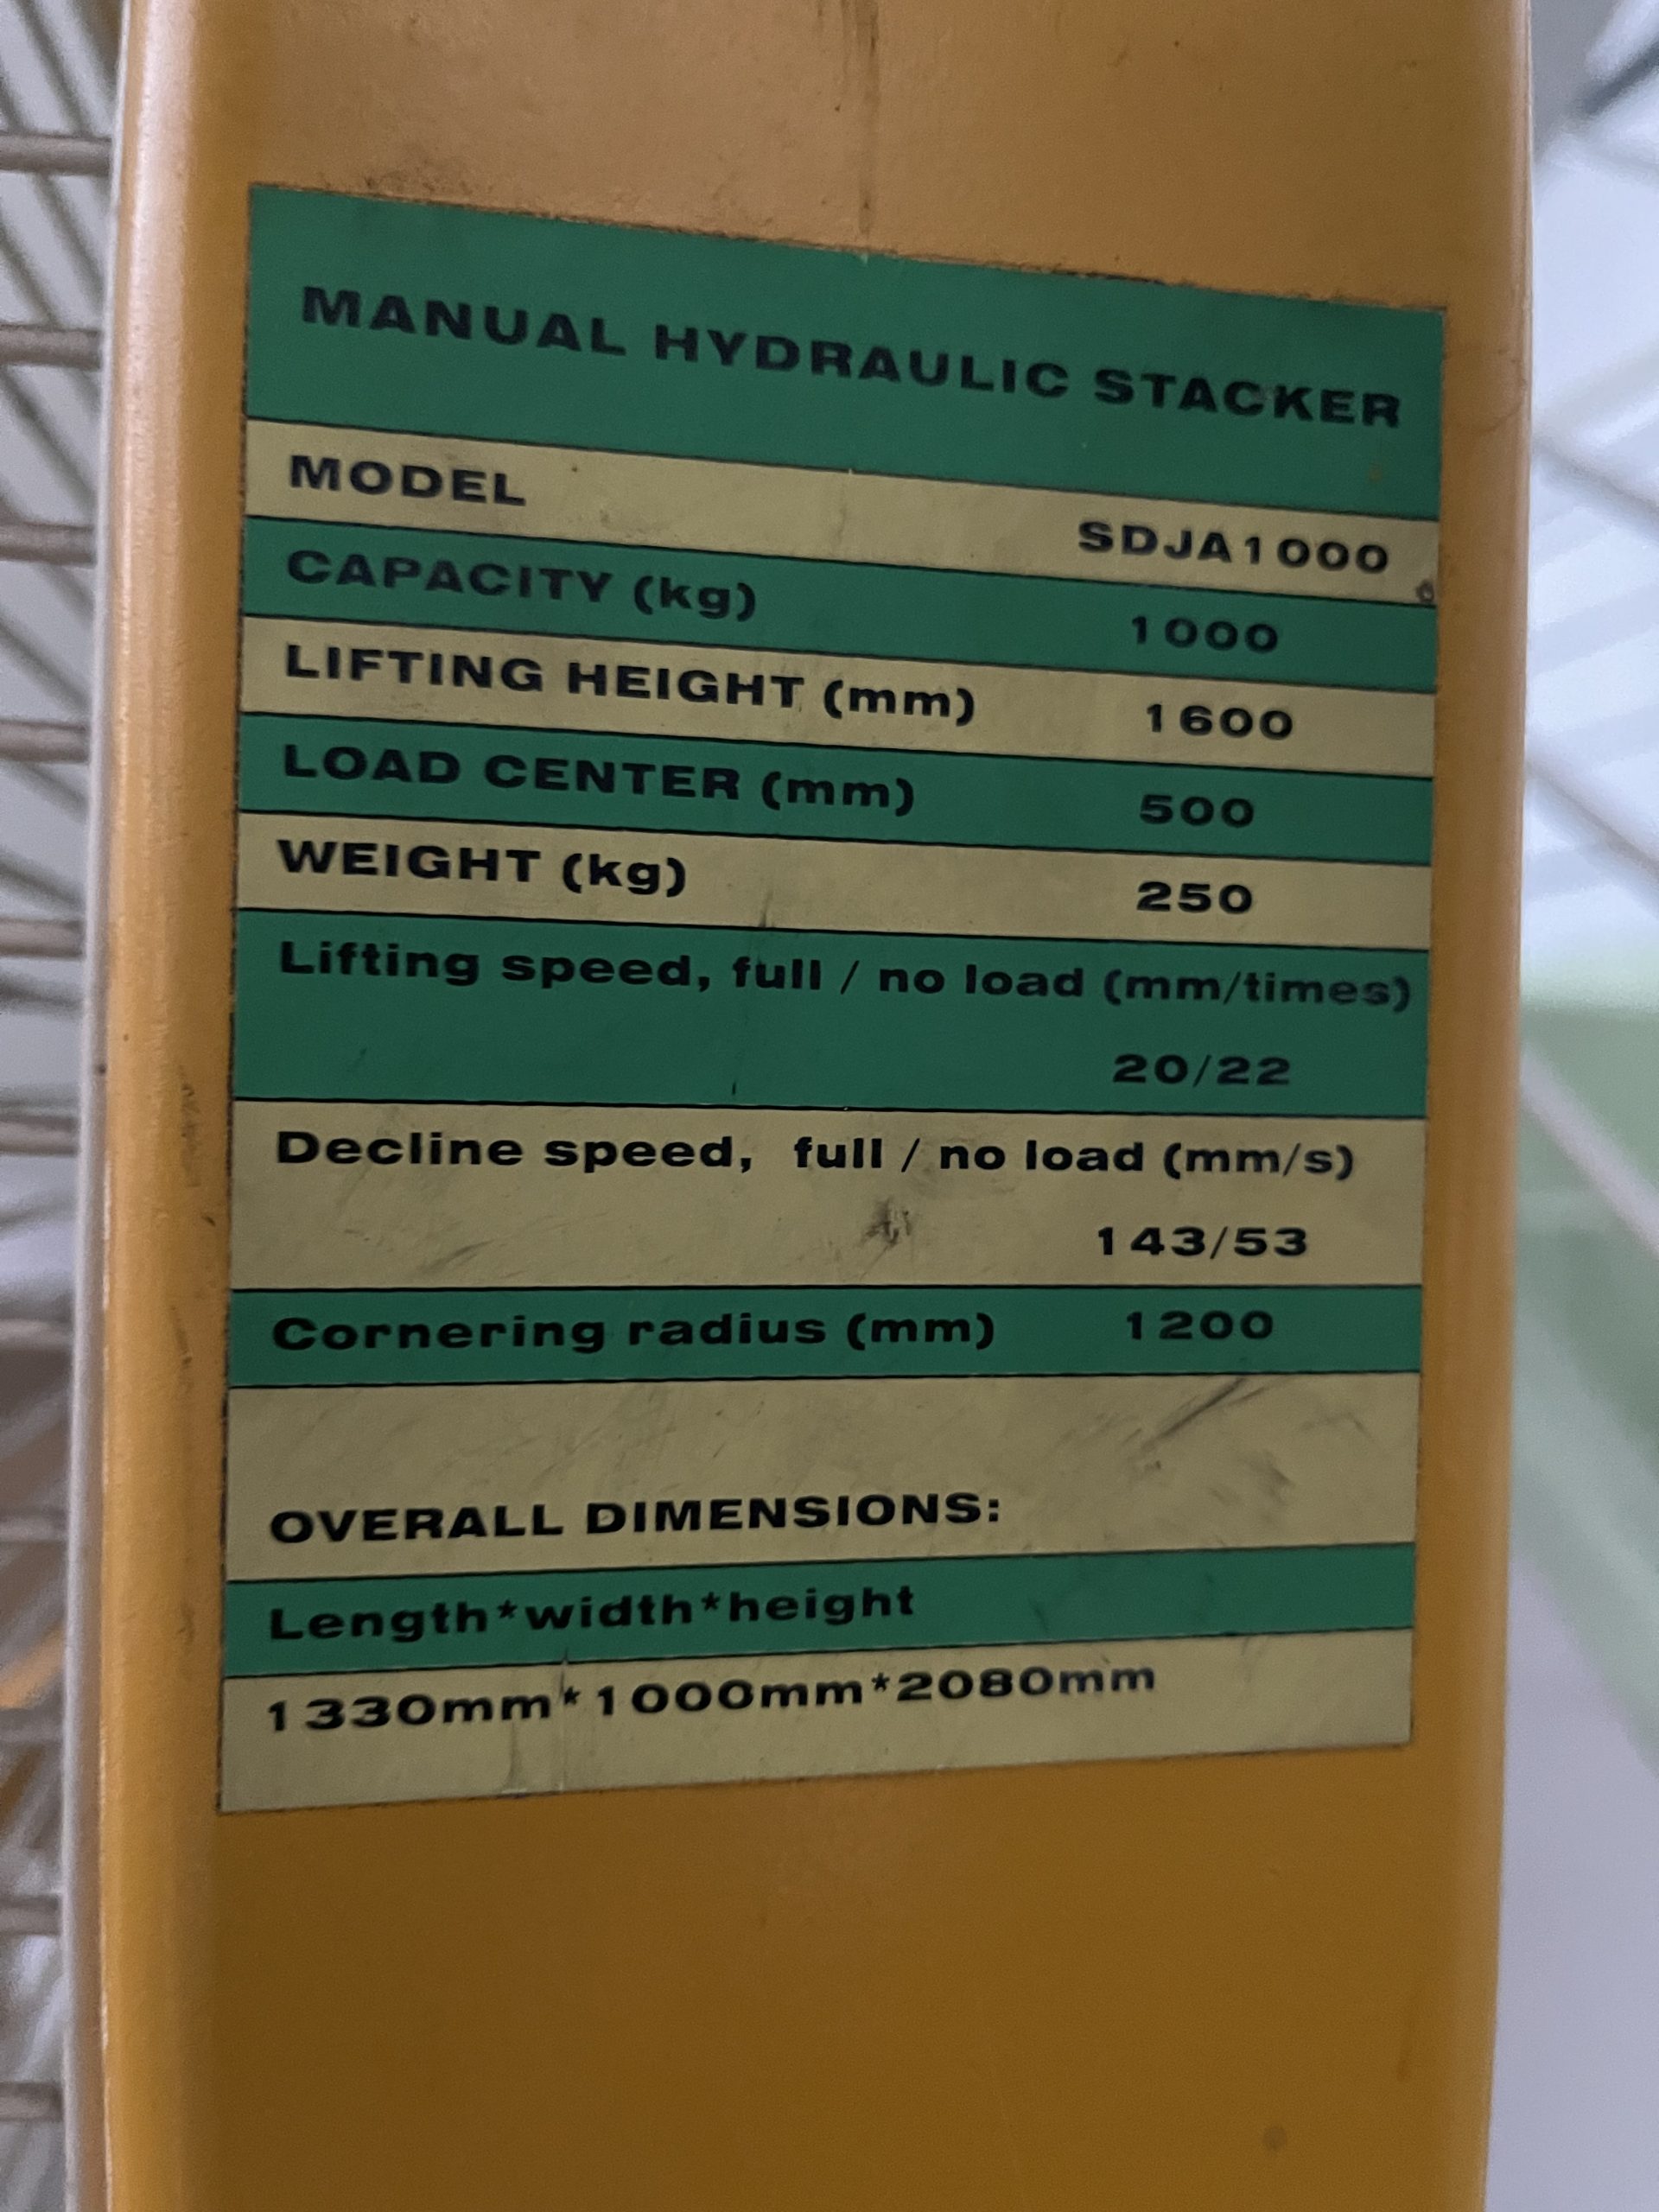 MANUAL HYDRAULIC STACKER
MODEL SDJA1000
CAPACITY (kg) 1000
LIFTING HEIGHT (mm) 1600
LOAD CENTER (mm) 500
WEIGHT (kg) 250
Lifting speed, full / no load (mm/times)
20/22
Decline speed, full / no load (mm/s)
143/53
Cornering radius (mm) 1200
OVERALL DIMENSIONS:
Length*width*height
1330mm*1000mm*2080mm